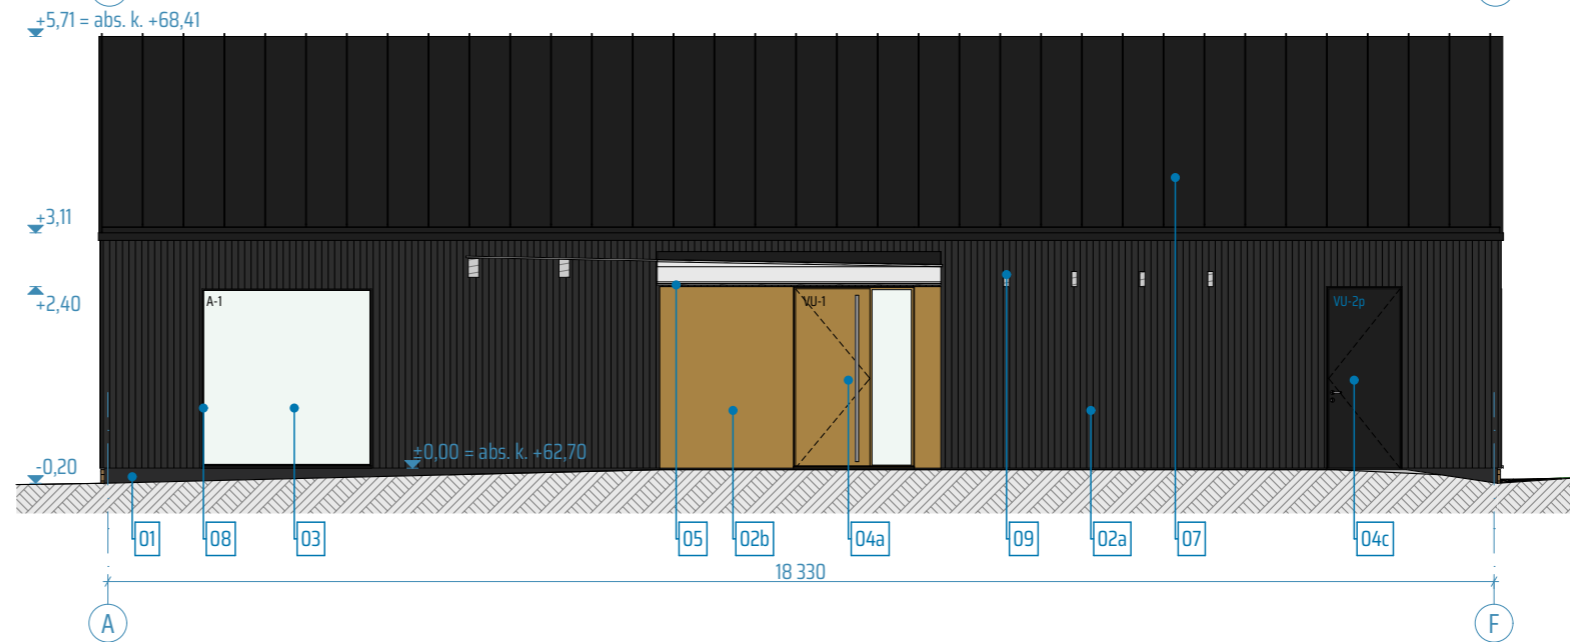 +5,71 = abs. k. +68,41
+3,11
+2,40
A-1
VU-1
VU-2p
±0,00 = abs. k. +62,70
-0,20
01
08
03
05
02b
04a
09
02a
07
04c
18 330
A
F